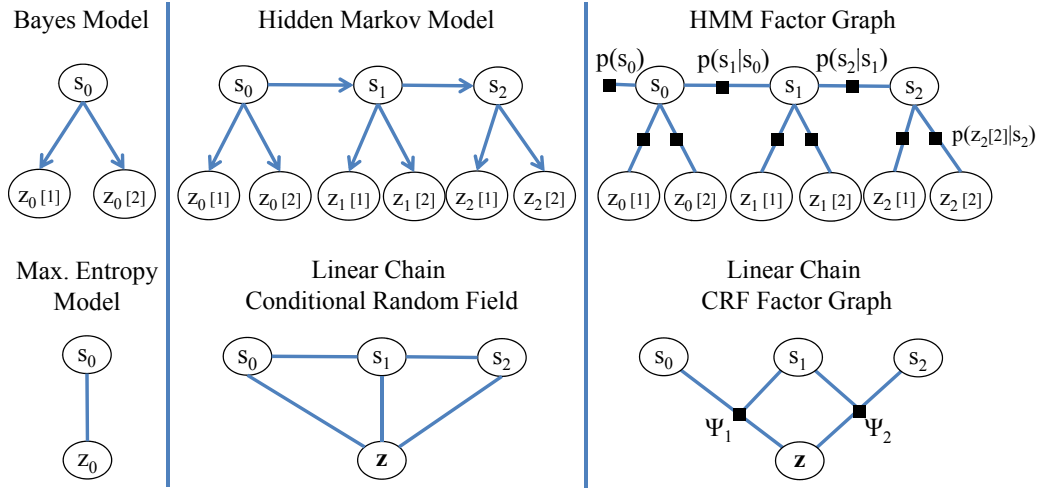 Bayes Model
s₀
z₀ [1] z₀ [2]
Hidden Markov Model
s₀ s₁ s₂
z₀ [1] z₀ [2] z₁ [1] z₁ [2] z₂ [1] z₂ [2]
HMM Factor Graph
p(s₀) p(s₁|s₀) p(s₂|s₁)
s₀ s₁ s₂
p(z₂[2]|s₂)
z₀ [1] z₀ [2] z₁ [1] z₁ [2] z₂ [1] z₂ [2]
Max. Entropy
Model
s₀
z₀
Linear Chain
Conditional Random Field
s₀ s₁ s₂
z
Linear Chain
CRF Factor Graph
s₀ s₁ s₂
Ψ₁ Ψ₂
z